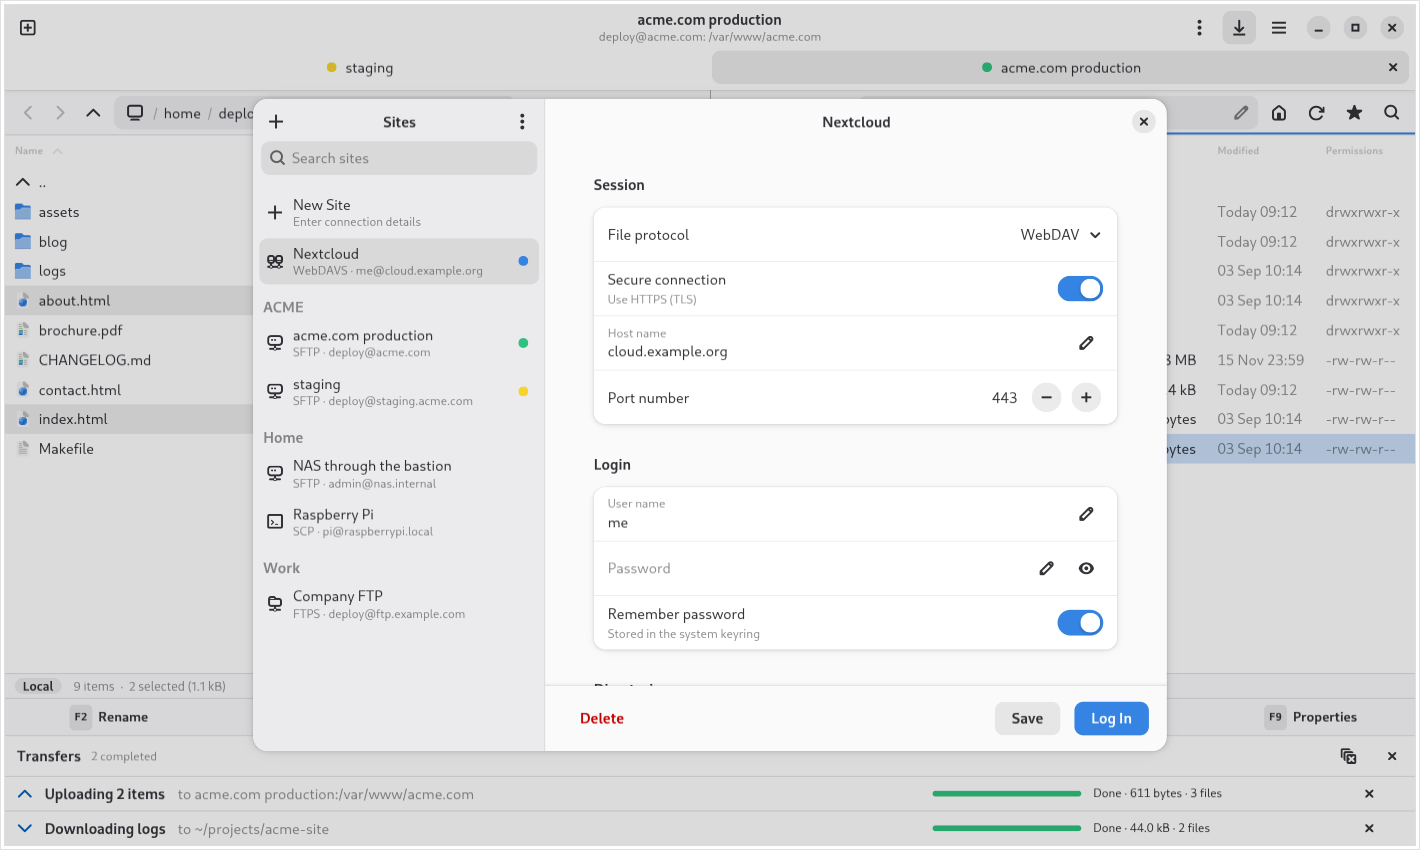 acme.com production
deploy@acme.com: /var/www/acme.com
staging
acme.com production
/ home / deplo
Name
Modified
Permissions
..
assets
Today 09:12 drwxrwxr-x
blog
Today 09:12 drwxrwxr-x
logs
03 Sep 10:14 drwxrwxr-x
about.html
03 Sep 10:14 drwxrwxr-x
brochure.pdf
Today 09:12 drwxrwxr-x
CHANGELOG.md
MB 15 Nov 23:59 -rw-rw-r--
contact.html
4 kB Today 09:12 -rw-rw-r--
index.html
bytes 03 Sep 10:14 -rw-rw-r--
Makefile
bytes 03 Sep 10:14 -rw-rw-r--
Local 9 items · 2 selected (1.1 kB)
F2 Rename
F9 Properties
Sites
Search sites
New Site
Enter connection details
Nextcloud
WebDAVS · me@cloud.example.org
ACME
acme.com production
SFTP · deploy@acme.com
staging
SFTP · deploy@staging.acme.com
Home
NAS through the bastion
SFTP · admin@nas.internal
Raspberry Pi
SCP · pi@raspberrypi.local
Work
Company FTP
FTPS · deploy@ftp.example.com
Nextcloud
Session
File protocol WebDAV
Secure connection
Use HTTPS (TLS)
Host name
cloud.example.org
Port number 443
Login
User name
me
Password
Remember password
Stored in the system keyring
Delete Save Log In
Transfers 2 completed
Uploading 2 items to acme.com production:/var/www/acme.com Done · 611 bytes · 3 files
Downloading logs to ~/projects/acme-site Done · 44.0 kB · 2 files